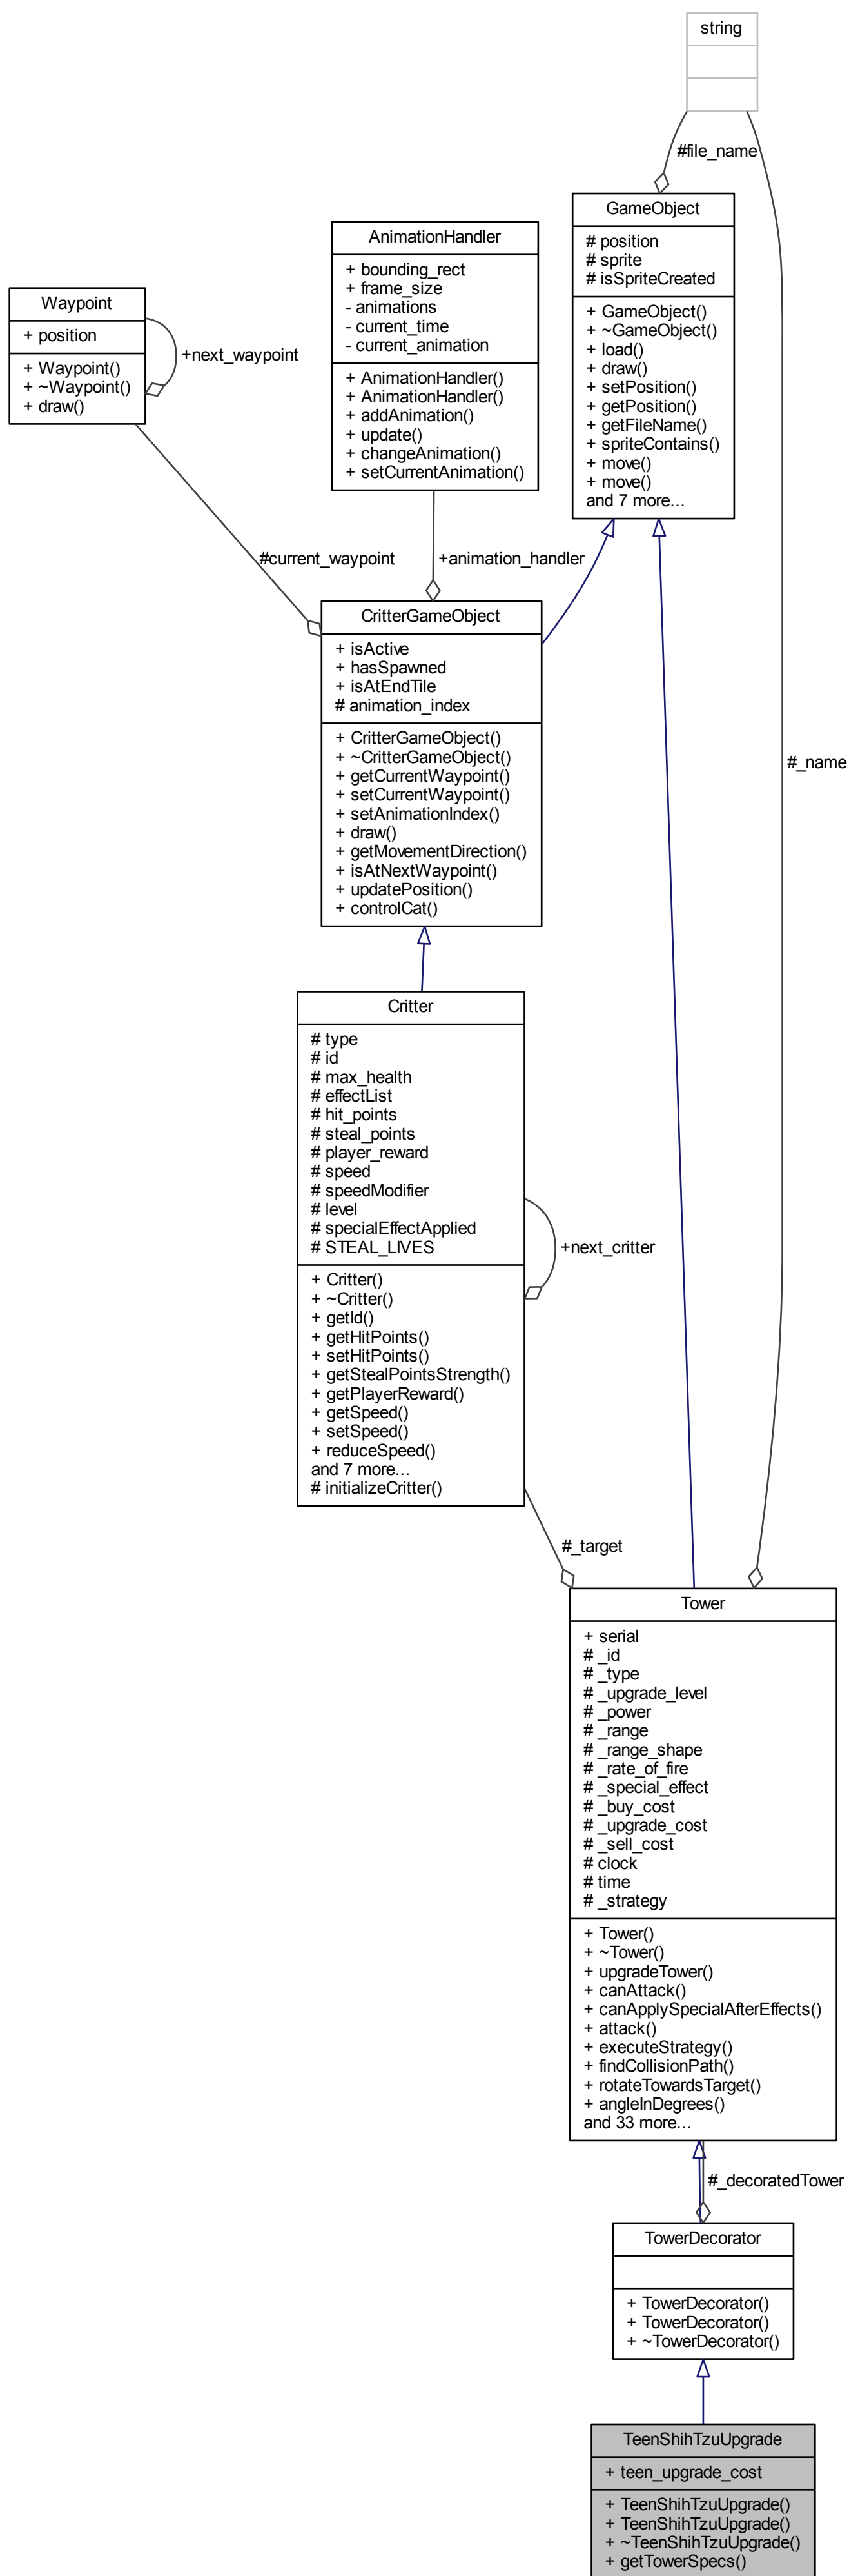 string
#file_name
GameObject
# position
# sprite
# isSpriteCreated
+ GameObject()
+ ~GameObject()
+ load()
+ draw()
+ setPosition()
+ getPosition()
+ getFileName()
+ spriteContains()
+ move()
+ move()
and 7 more...
AnimationHandler
+ bounding_rect
+ frame_size
- animations
- current_time
- current_animation
+ AnimationHandler()
+ AnimationHandler()
+ addAnimation()
+ update()
+ changeAnimation()
+ setCurrentAnimation()
Waypoint
+ position
+ Waypoint()
+ ~Waypoint()
+ draw()
+next_waypoint
#current_waypoint
+animation_handler
CritterGameObject
+ isActive
+ hasSpawned
+ isAtEndTile
# animation_index
+ CritterGameObject()
+ ~CritterGameObject()
+ getCurrentWaypoint()
+ setCurrentWaypoint()
+ setAnimationIndex()
+ draw()
+ getMovementDirection()
+ isAtNextWaypoint()
+ updatePosition()
+ controlCat()
#_name
Critter
# type
# id
# max_health
# effectList
# hit_points
# steal_points
# player_reward
# speed
# speedModifier
# level
# specialEffectApplied
# STEAL_LIVES
+ Critter()
+ ~Critter()
+ getId()
+ getHitPoints()
+ setHitPoints()
+ getStealPointsStrength()
+ getPlayerReward()
+ getSpeed()
+ setSpeed()
+ reduceSpeed()
and 7 more...
# initializeCritter()
+next_critter
#_target
Tower
+ serial
# _id
# _type
# _upgrade_level
# _power
# _range
# _range_shape
# _rate_of_fire
# _special_effect
# _buy_cost
# _upgrade_cost
# _sell_cost
# clock
# time
# _strategy
+ Tower()
+ ~Tower()
+ upgradeTower()
+ canAttack()
+ canApplySpecialAfterEffects()
+ attack()
+ executeStrategy()
+ findCollisionPath()
+ rotateTowardsTarget()
+ angleInDegrees()
and 33 more...
#_decoratedTower
TowerDecorator
+ TowerDecorator()
+ TowerDecorator()
+ ~TowerDecorator()
TeenShihTzuUpgrade
+ teen_upgrade_cost
+ TeenShihTzuUpgrade()
+ TeenShihTzuUpgrade()
+ ~TeenShihTzuUpgrade()
+ getTowerSpecs()